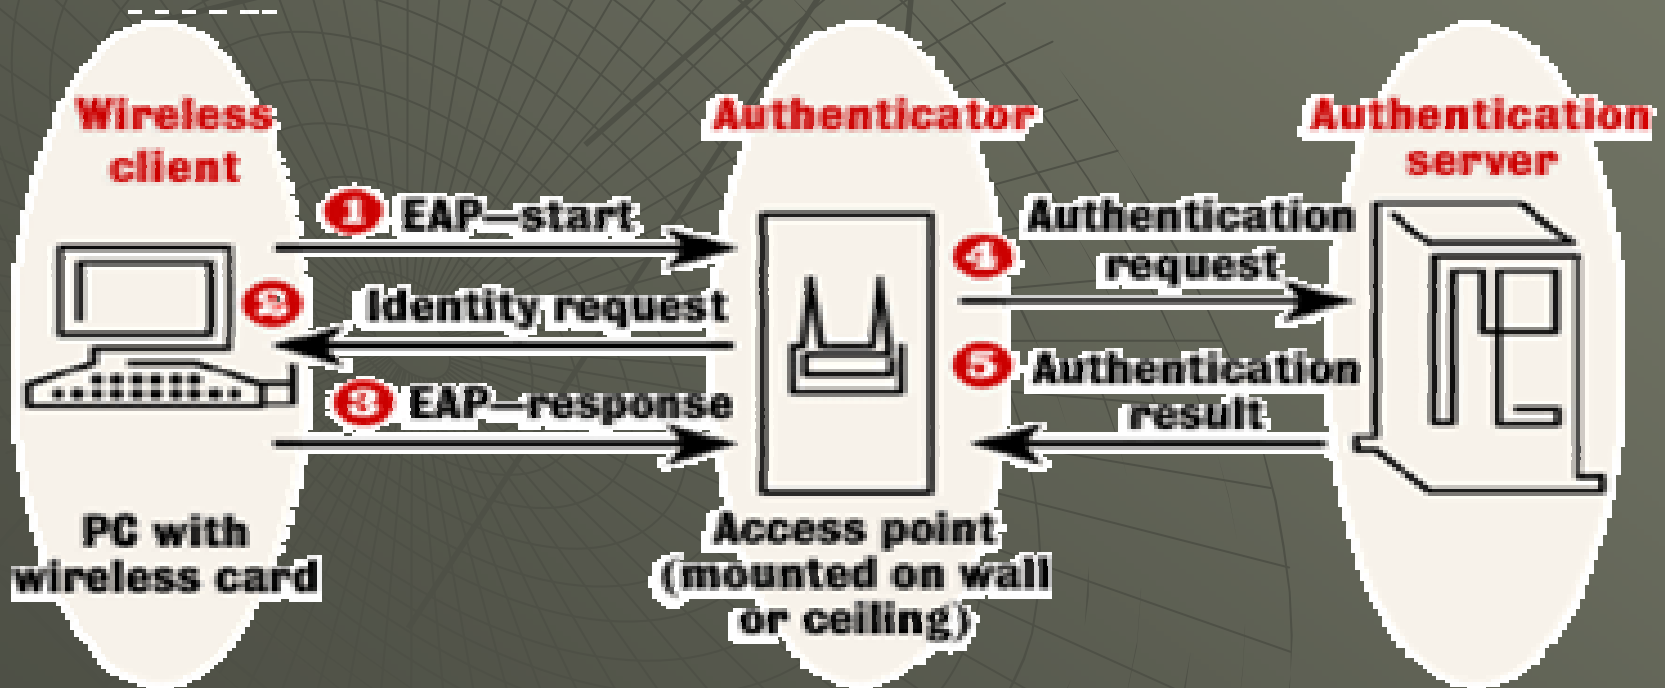 Wireless
client
1 EAP—start
2 Identity request
3 EAP—response
PC with
wireless card
Authenticator
Access point
(mounted on wall
or ceiling)
4 Authentication
request
5 Authentication
result
Authentication
server